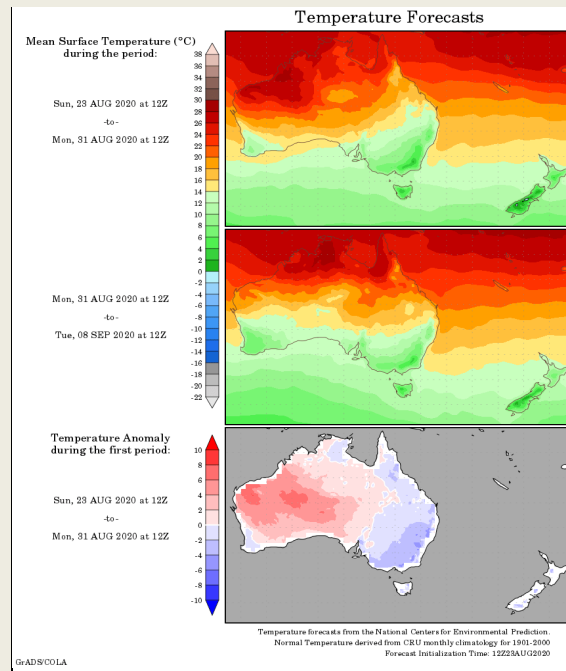 Temperature Forecasts
Mean Surface Temperature (°C)
during the period:
Sun, 23 AUG 2020 at 12Z
-to-
Mon, 31 AUG 2020 at 12Z
38
36
34
32
30
28
26
24
22
20
18
16
14
12
10
8
6
4
2
0
-2
-4
-6
-8
-10
-12
-14
-16
-18
-20
-22
Mon, 31 AUG 2020 at 12Z
-to-
Tue, 08 SEP 2020 at 12Z
Temperature Anomaly
during the first period:
Sun, 23 AUG 2020 at 12Z
-to-
Mon, 31 AUG 2020 at 12Z
10
8
6
4
2
0
-2
-4
-6
-8
-10
Temperature forecasts from the National Centers for Environmental Prediction.
Normal Temperature derived from CRU monthly climatology for 1901-2000
Forecast Initialization Time: 12Z23AUG2020
GrADS/COLA